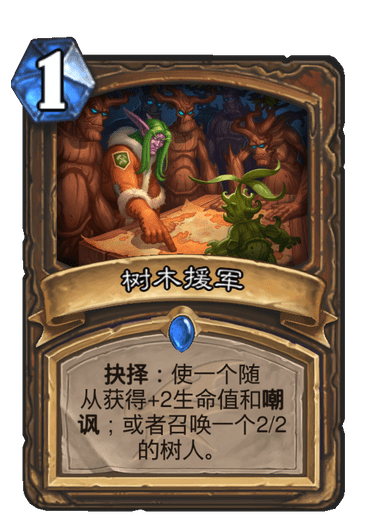 1
树木援军
抉择：使一个随
从获得+2生命值和嘲
讽；或者召唤一个2/2
的树人。